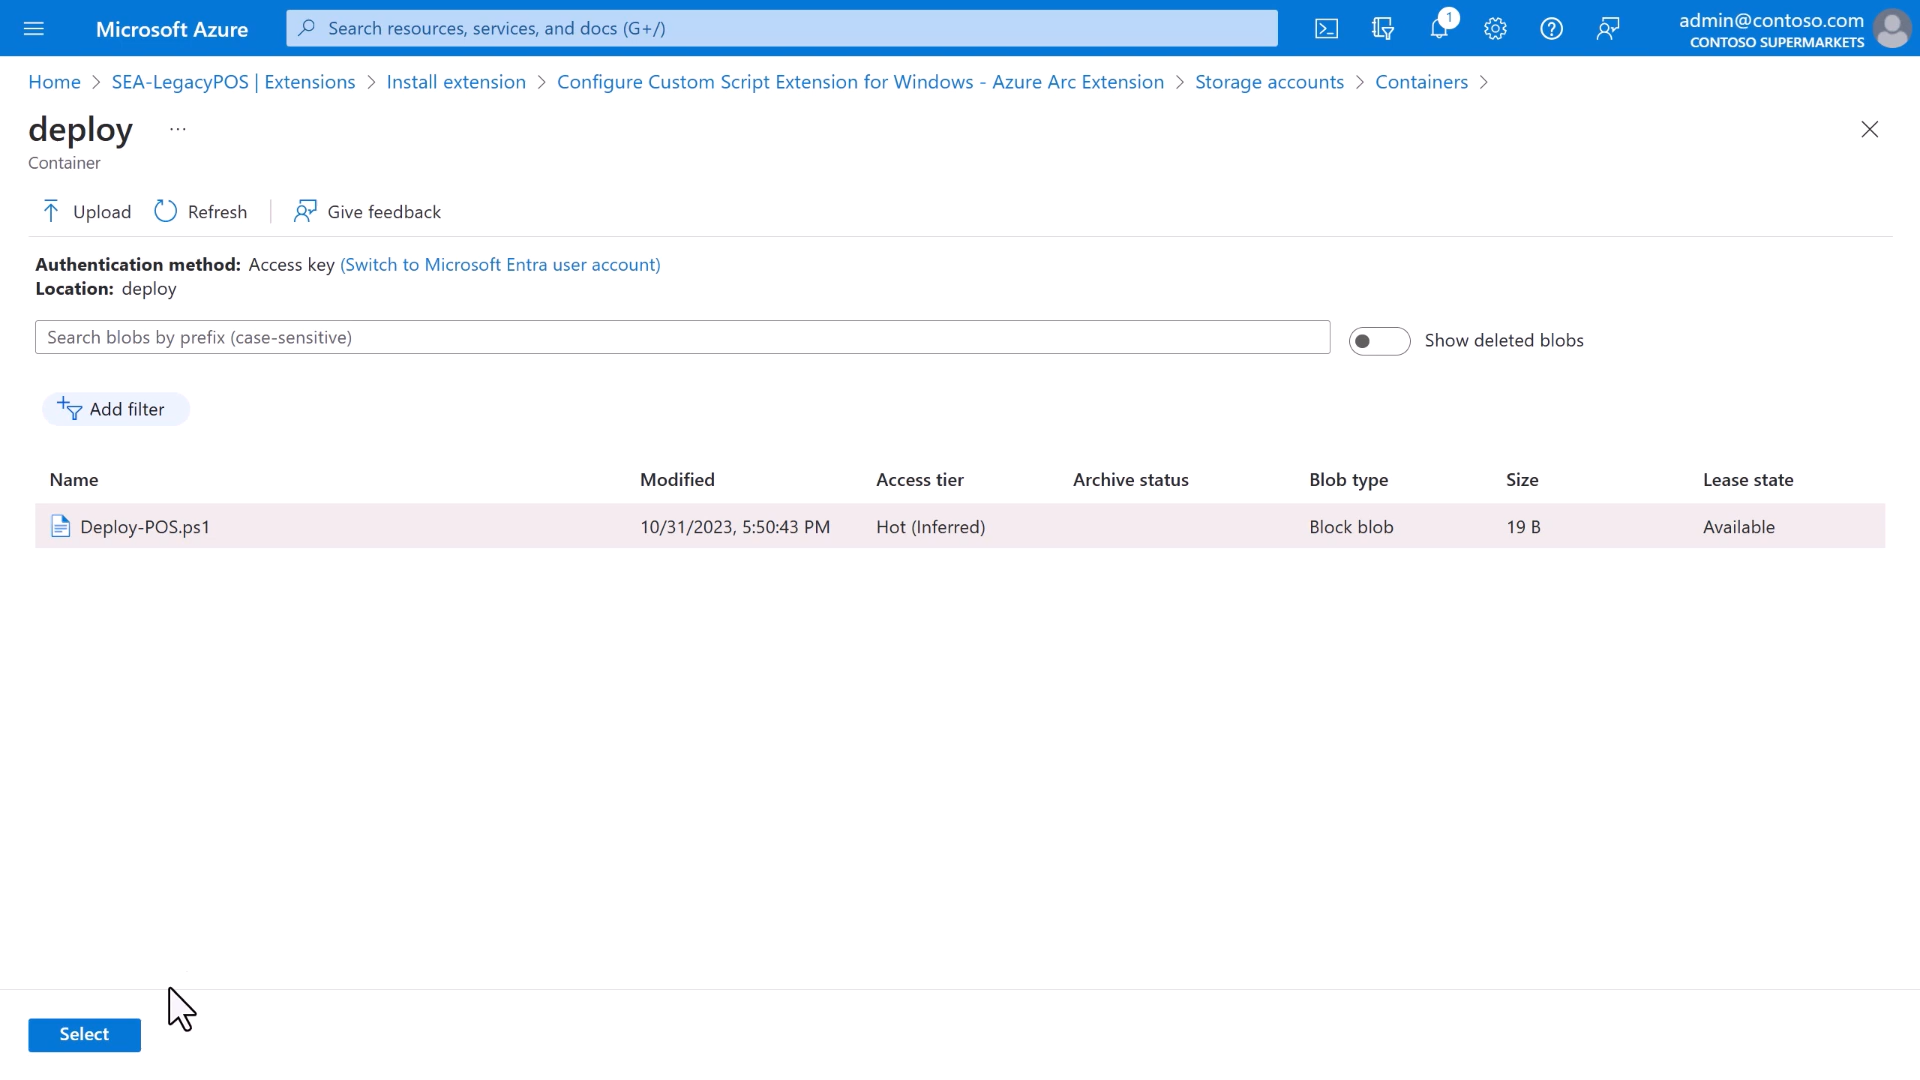 Microsoft Azure
Search resources, services, and docs (G+/)
1
admin@contoso.com
CONTOSO SUPERMARKETS
Home > SEA-LegacyPOS | Extensions > Install extension > Configure Custom Script Extension for Windows - Azure Arc Extension > Storage accounts > Containers >
deploy ...
Container
Upload Refresh Give feedback
Authentication method: Access key (Switch to Microsoft Entra user account)
Location: deploy
Search blobs by prefix (case-sensitive)
Show deleted blobs
Add filter
Name Modified Access tier Archive status Blob type Size Lease state
Deploy-POS.ps1 10/31/2023, 5:50:43 PM Hot (Inferred) Block blob 19 B Available
Select